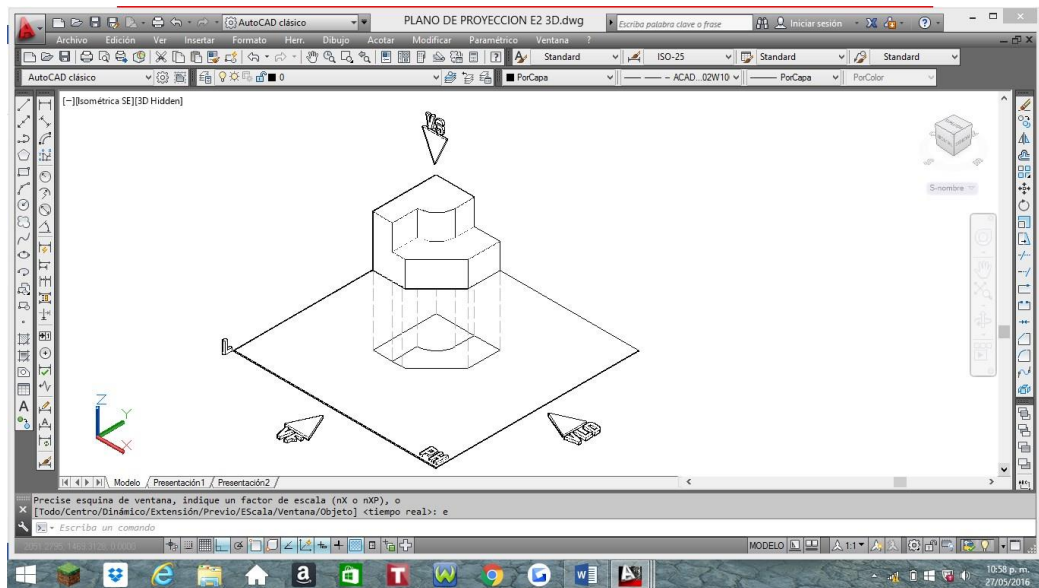 AutoCAD clásico
PLANO DE PROYECCION E2 3D.dwg
Escriba palabra clave o frase
Iniciar sesión
Archivo Edición Ver Insertar Formato Herr. Dibujo Acotar Modificar Paramétrico Ventana ?
Standard ISO-25 Standard Standard
AutoCAD clásico 0 PorCapa ACAD...02W10 PorCapa PorColor
[−][Isométrica SE][3D Hidden]
S-nombre
L
PH
Z
Y
X
Modelo Presentación1 Presentación2
Precise esquina de ventana, indique un factor de escala (nX o nXP), o
[Todo/Centro/Dinámico/Extensión/Previo/EScala/Ventana/Objeto] <tiempo real>: e
Escriba un comando
MODELO 1:1
10:58 p. m.
27/05/2016